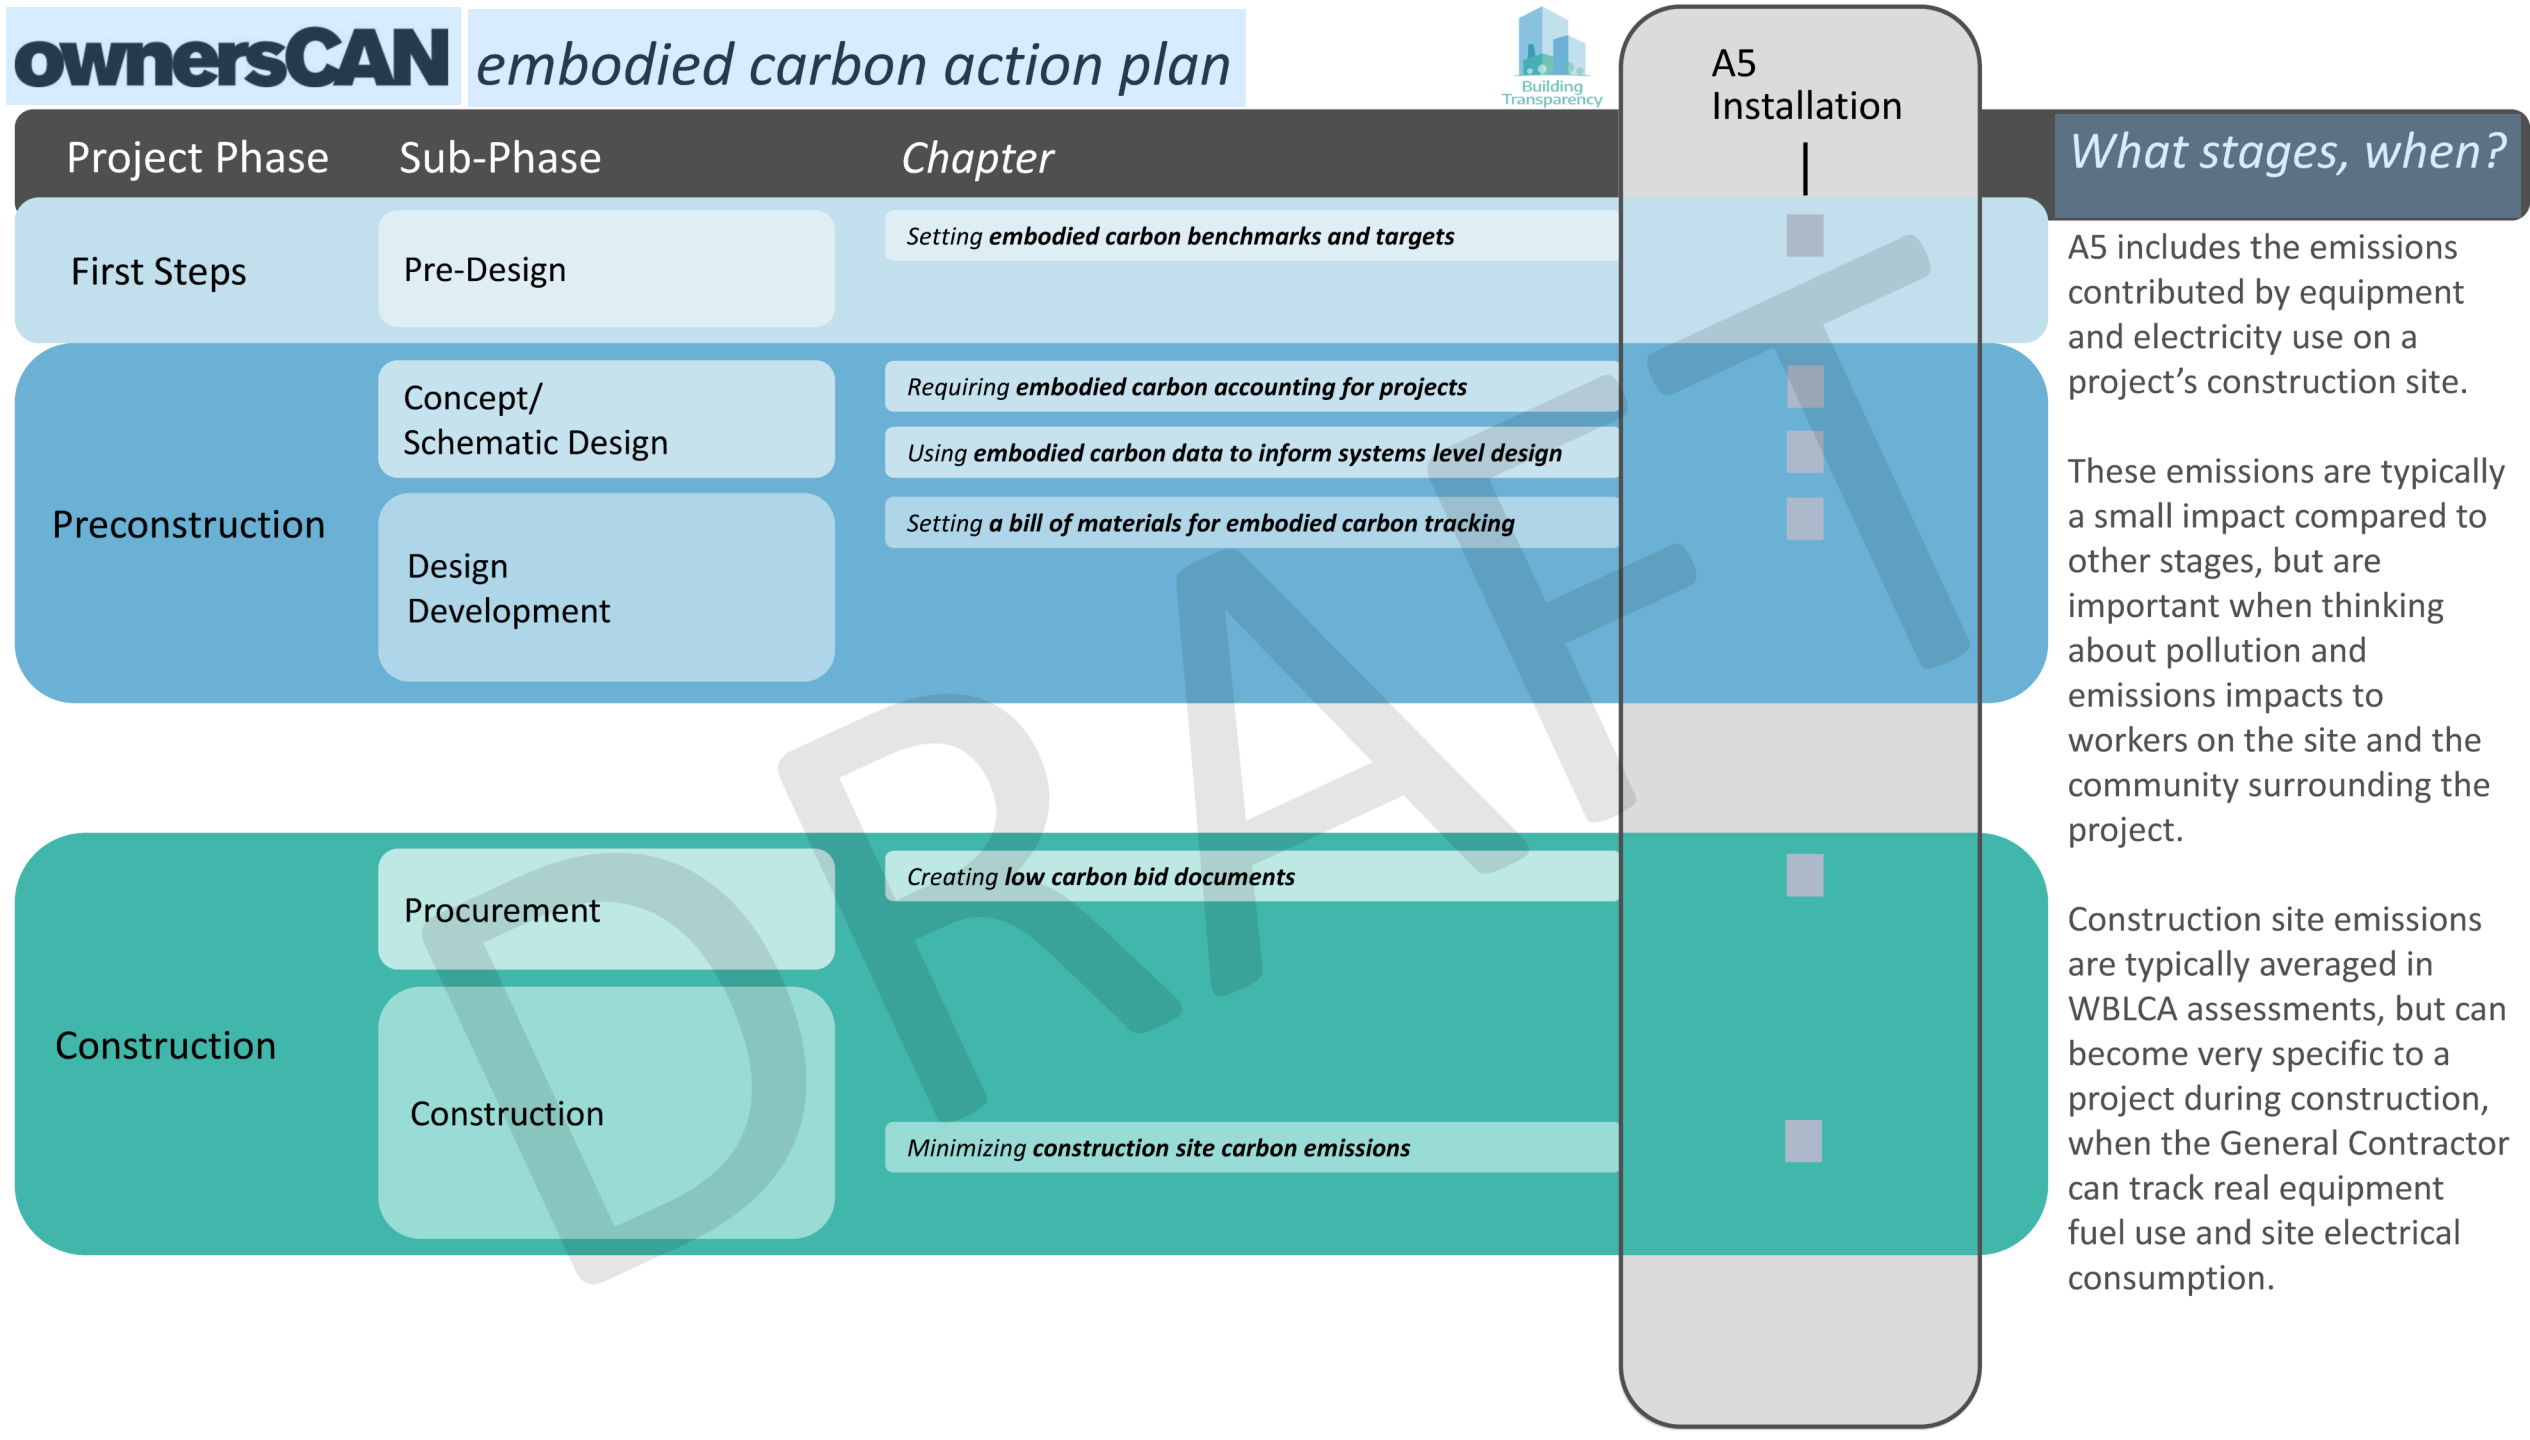 ownersCAN embodied carbon action plan
Building
Transparency
A5
Installation
Project Phase Sub-Phase Chapter What stages, when?
First Steps
Pre-Design
Setting embodied carbon benchmarks and targets
Preconstruction
Concept/
Schematic Design
Requiring embodied carbon accounting for projects
Using embodied carbon data to inform systems level design
Design
Development
Setting a bill of materials for embodied carbon tracking
Construction
Procurement
Creating low carbon bid documents
Construction
Minimizing construction site carbon emissions
A5 includes the emissions
contributed by equipment
and electricity use on a
project’s construction site.
These emissions are typically
a small impact compared to
other stages, but are
important when thinking
about pollution and
emissions impacts to
workers on the site and the
community surrounding the
project.
Construction site emissions
are typically averaged in
WBLCA assessments, but can
become very specific to a
project during construction,
when the General Contractor
can track real equipment
fuel use and site electrical
consumption.
DRAFT